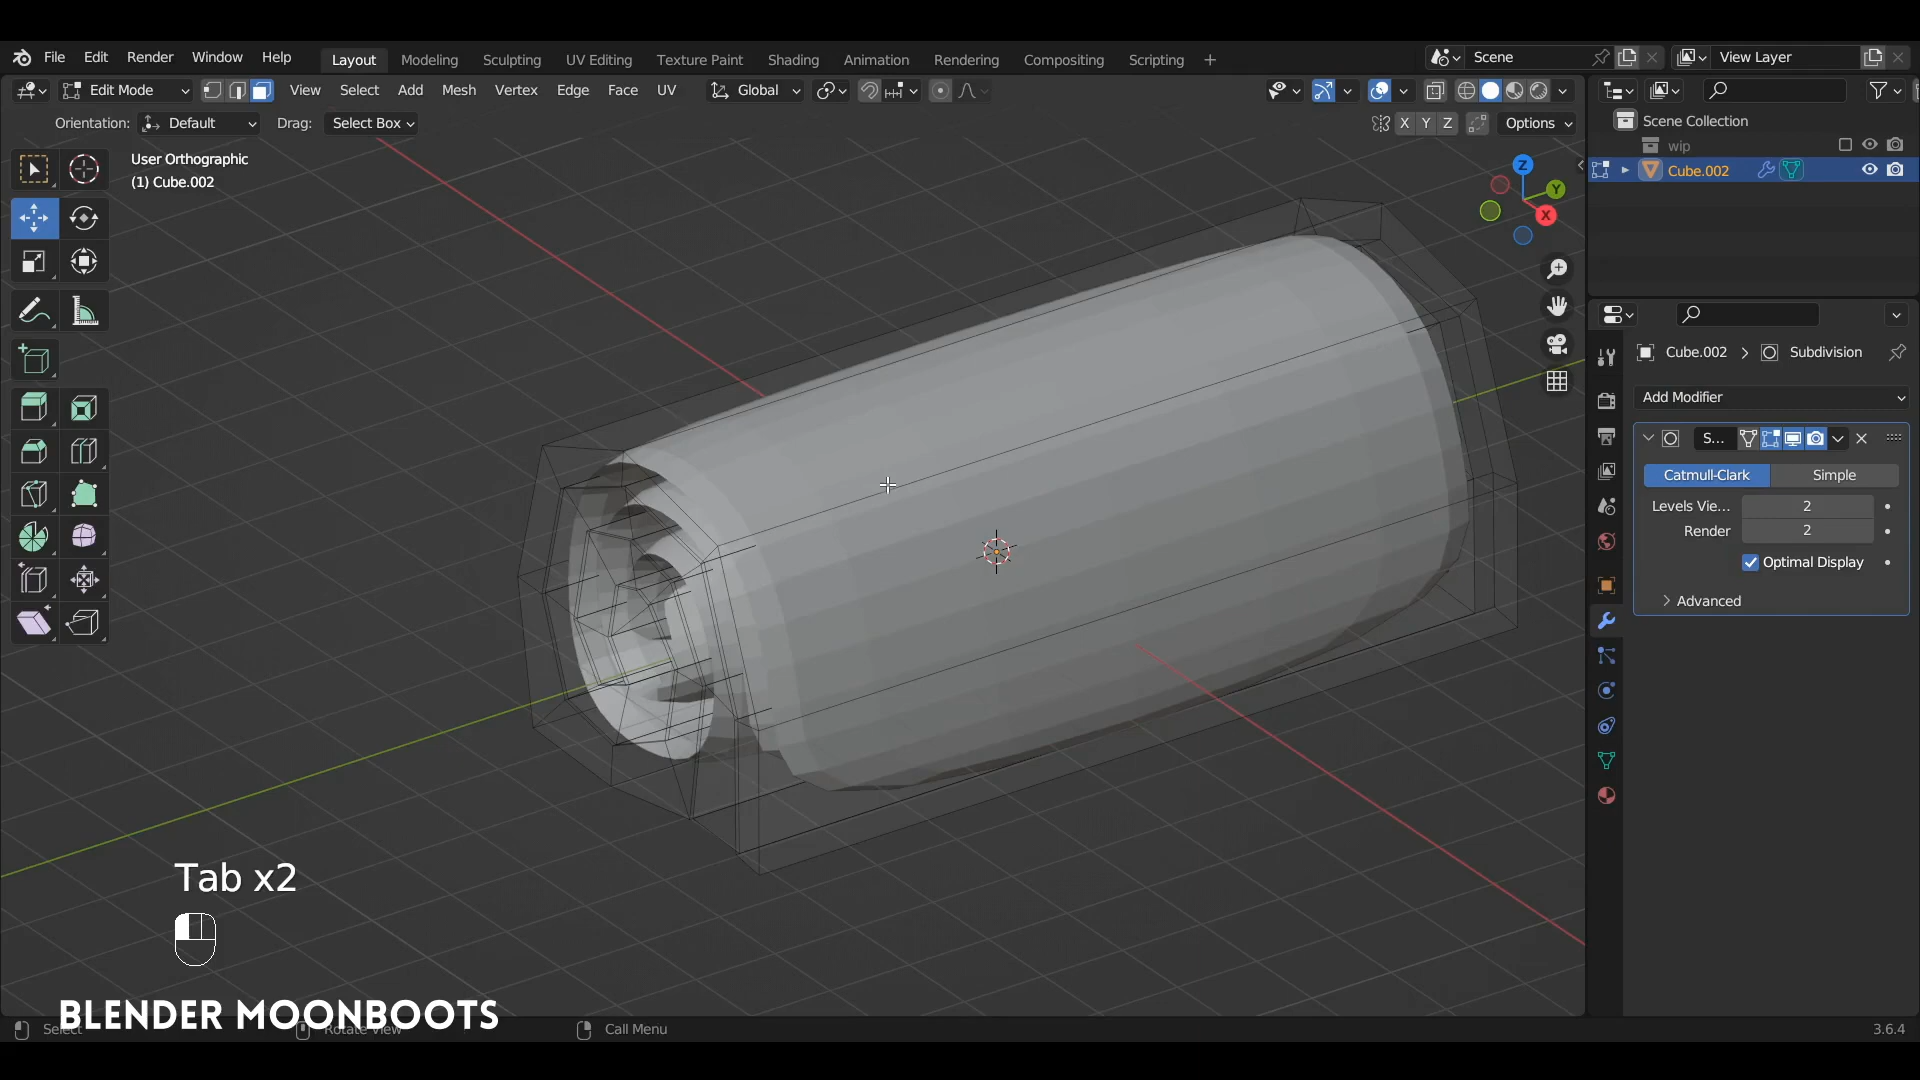 File Edit Render Window Help Layout Modeling Sculpting UV Editing Texture Paint Shading Animation Rendering Compositing Scripting + Scene View Layer
Edit Mode View Select Add Mesh Vertex Edge Face UV Global
Orientation: Default Drag: Select Box X Y Z Options
Scene Collection
wip
Cube.002
User Orthographic
(1) Cube.002
Z
Y
X
Cube.002 > Subdivision
Add Modifier
S...
Catmull-Clark Simple
Levels Vie... 2
Render 2
Optimal Display
Advanced
Tab x2
BLENDER MOONBOOTS
Select Rotate View Call Menu 3.6.4